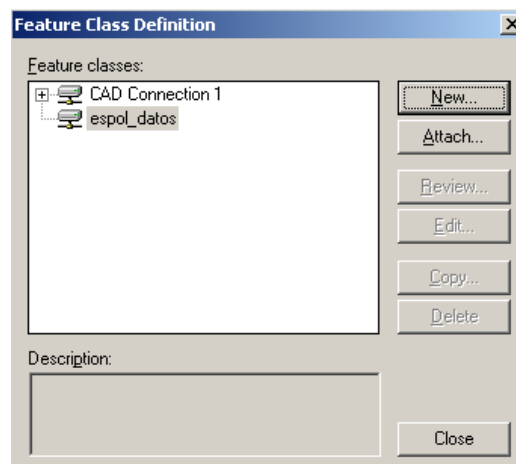 Feature Class Definition
Feature classes:
CAD Connection 1
espol_datos
New...
Attach...
Review...
Edit...
Copy...
Delete
Description:
Close